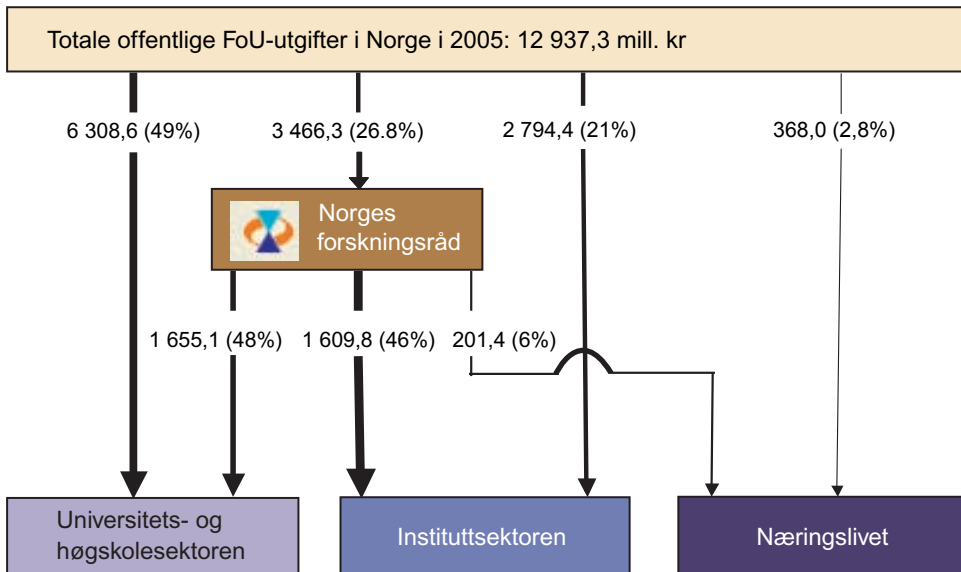 Totale offentlige FoU-utgifter i Norge i 2005: 12 937,3 mill. kr
6 308,6 (49%)
3 466,3 (26.8%)
2 794,4 (21%)
368,0 (2,8%)
Norges
forskningsråd
1 655,1 (48%)
1 609,8 (46%)
201,4 (6%)
Universitets- og
høgskolesektoren
Instituttsektoren
Næringslivet